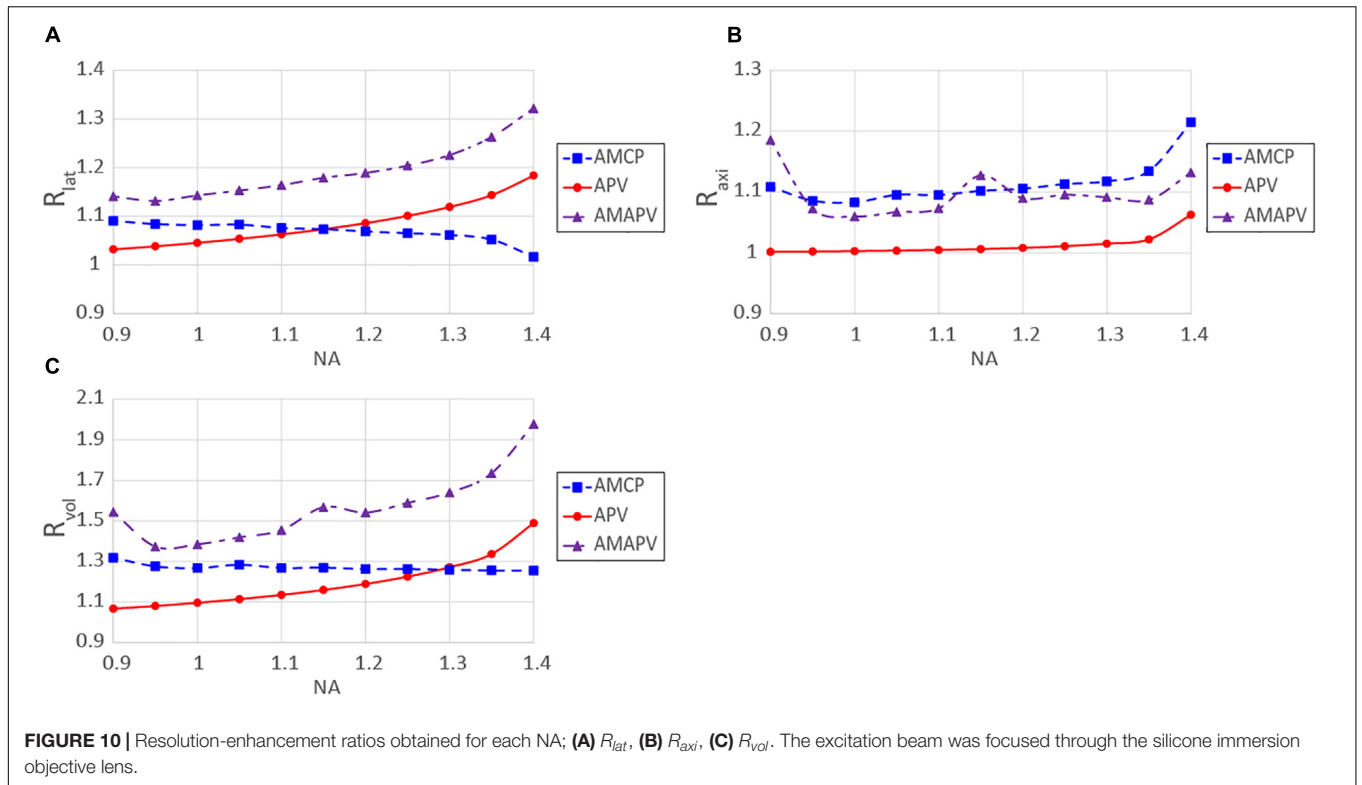 A
1.4
1.3
1.2
1.1
1
0.9
R_lat
0.9 1 1.1 1.2 1.3 1.4
NA
AMCP
APV
AMAPV
B
1.3
1.2
1.1
1
0.9
R_axi
0.9 1 1.1 1.2 1.3 1.4
NA
AMCP
APV
AMAPV
C
2.1
1.9
1.7
1.5
1.3
1.1
0.9
R_vol
0.9 1 1.1 1.2 1.3 1.4
NA
AMCP
APV
AMAPV
FIGURE 10 | Resolution-enhancement ratios obtained for each NA; (A) R_lat, (B) R_axi, (C) R_vol. The excitation beam was focused through the silicone immersion
objective lens.